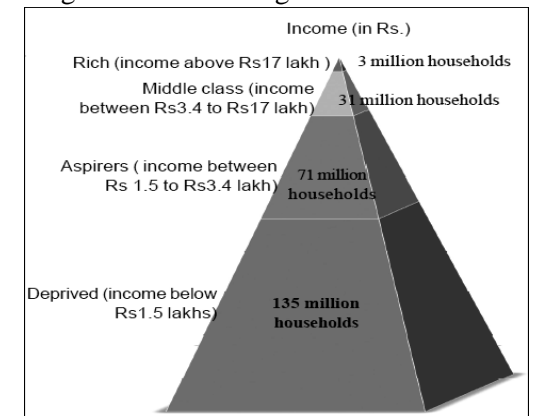 Income (in Rs.)
Rich (income above Rs17 lakh )
3 million households
Middle class (income
between Rs3.4 to Rs17 lakh)
31 million households
Aspirers ( income between
Rs 1.5 to Rs3.4 lakh)
71 million
households
Deprived (income below
Rs1.5 lakhs)
135 million
households